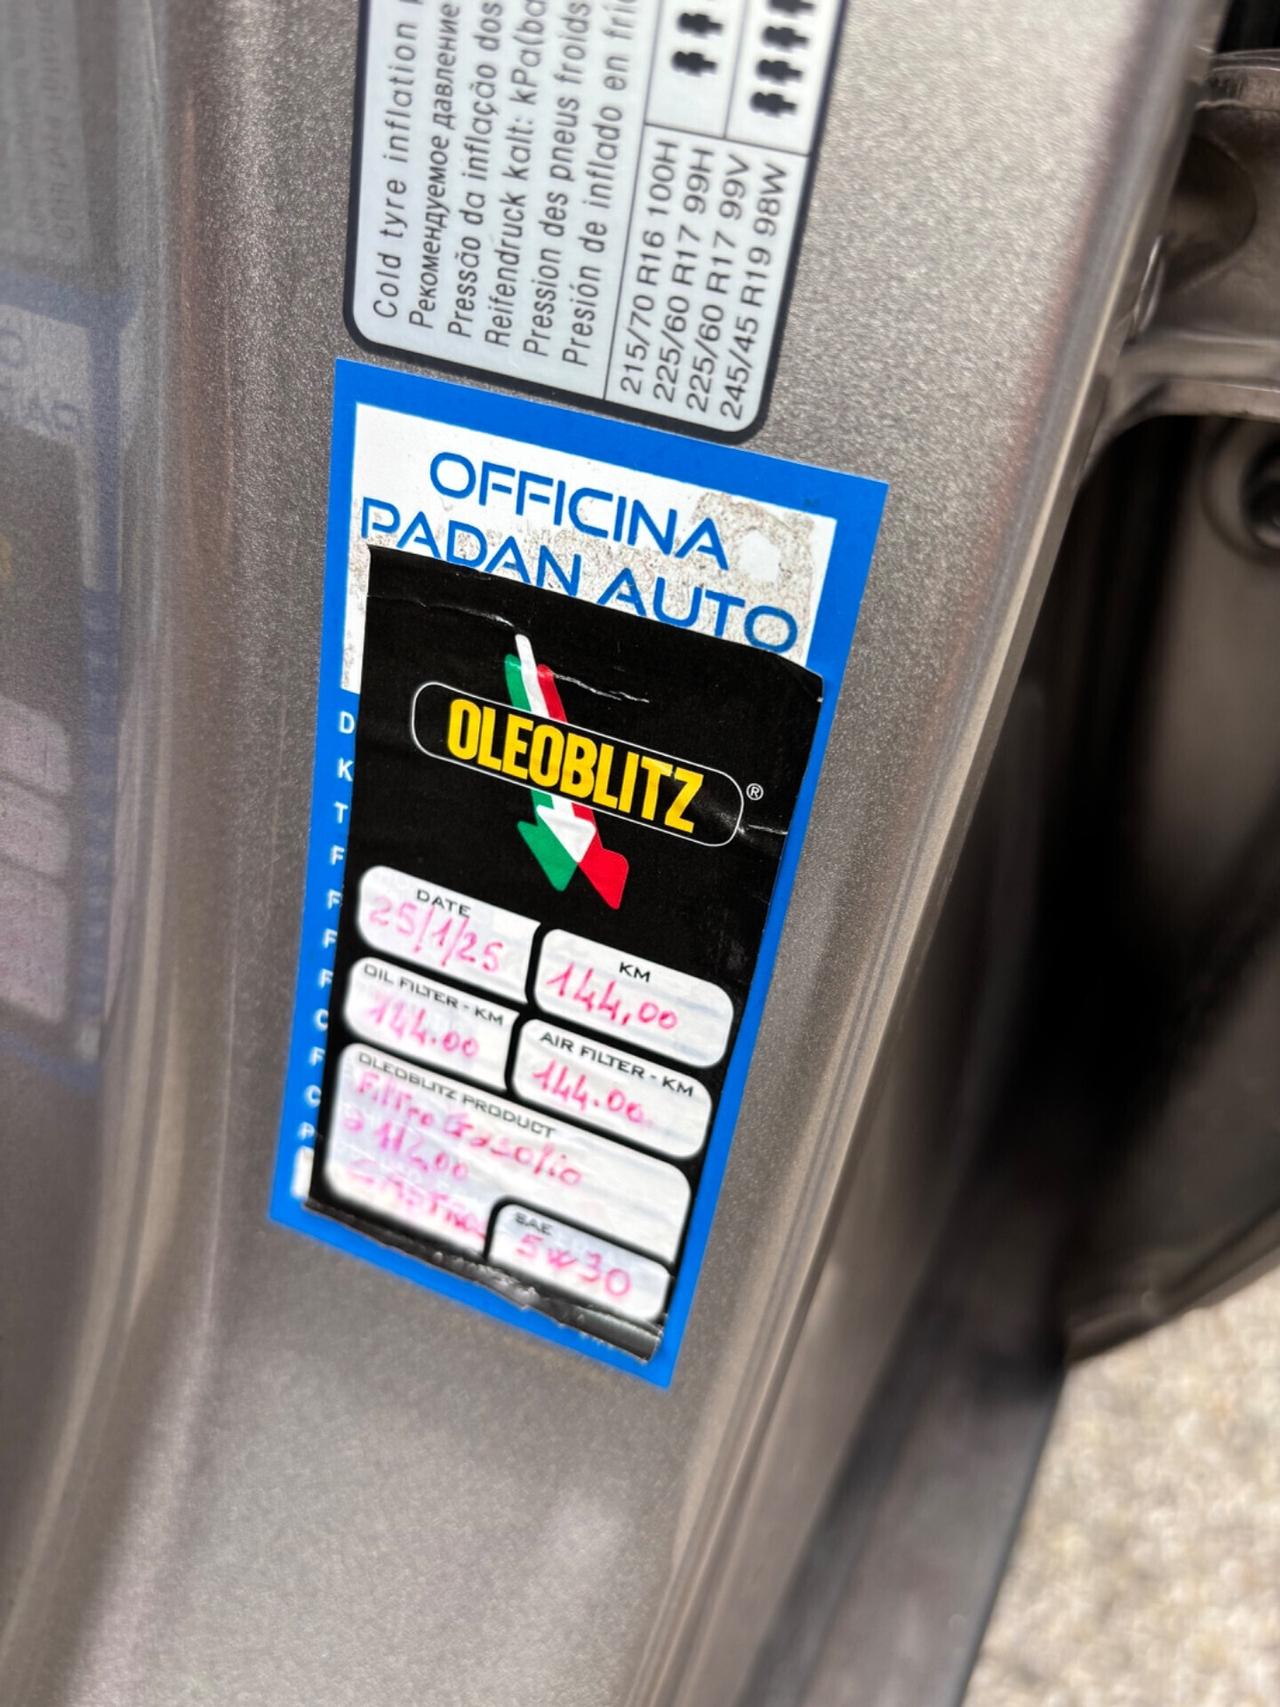 Cold tyre inflation
Рекомендуемое давление
Pressão da inflação dos
Reifendruck kalt: kPa(ba
Pression des pneus froids
Presión de inflado en
215/70 R16 100H
225/60 R17 99H
225/60 R17 99V
245/45 R19 98W
OFFICINA
PADAN AUTO
D
K
T
F
F
F
F
C
F
C
P
OLEOBLITZ®
DATE
25/1/25
KM
144,00
OIL FILTER - KM
144.00
AIR FILTER - KM
144.00
OLEOBLITZ PRODUCT
Filtro Gasolio
SAE
5w30